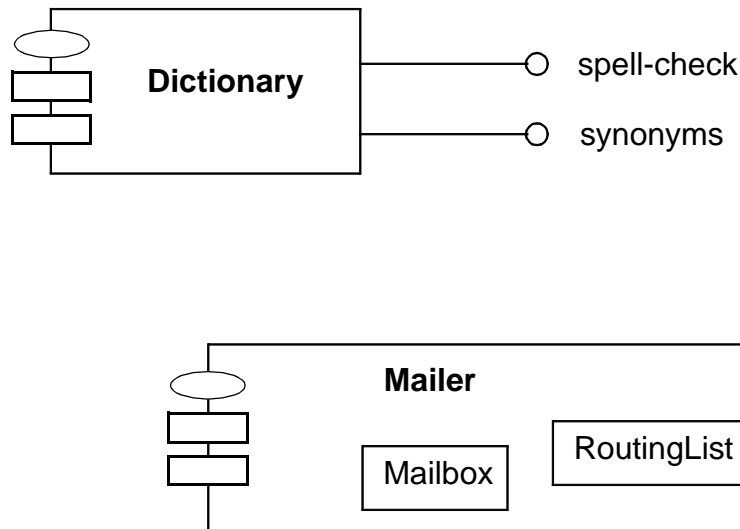 Dictionary
spell-check
synonyms
Mailer
Mailbox
RoutingList